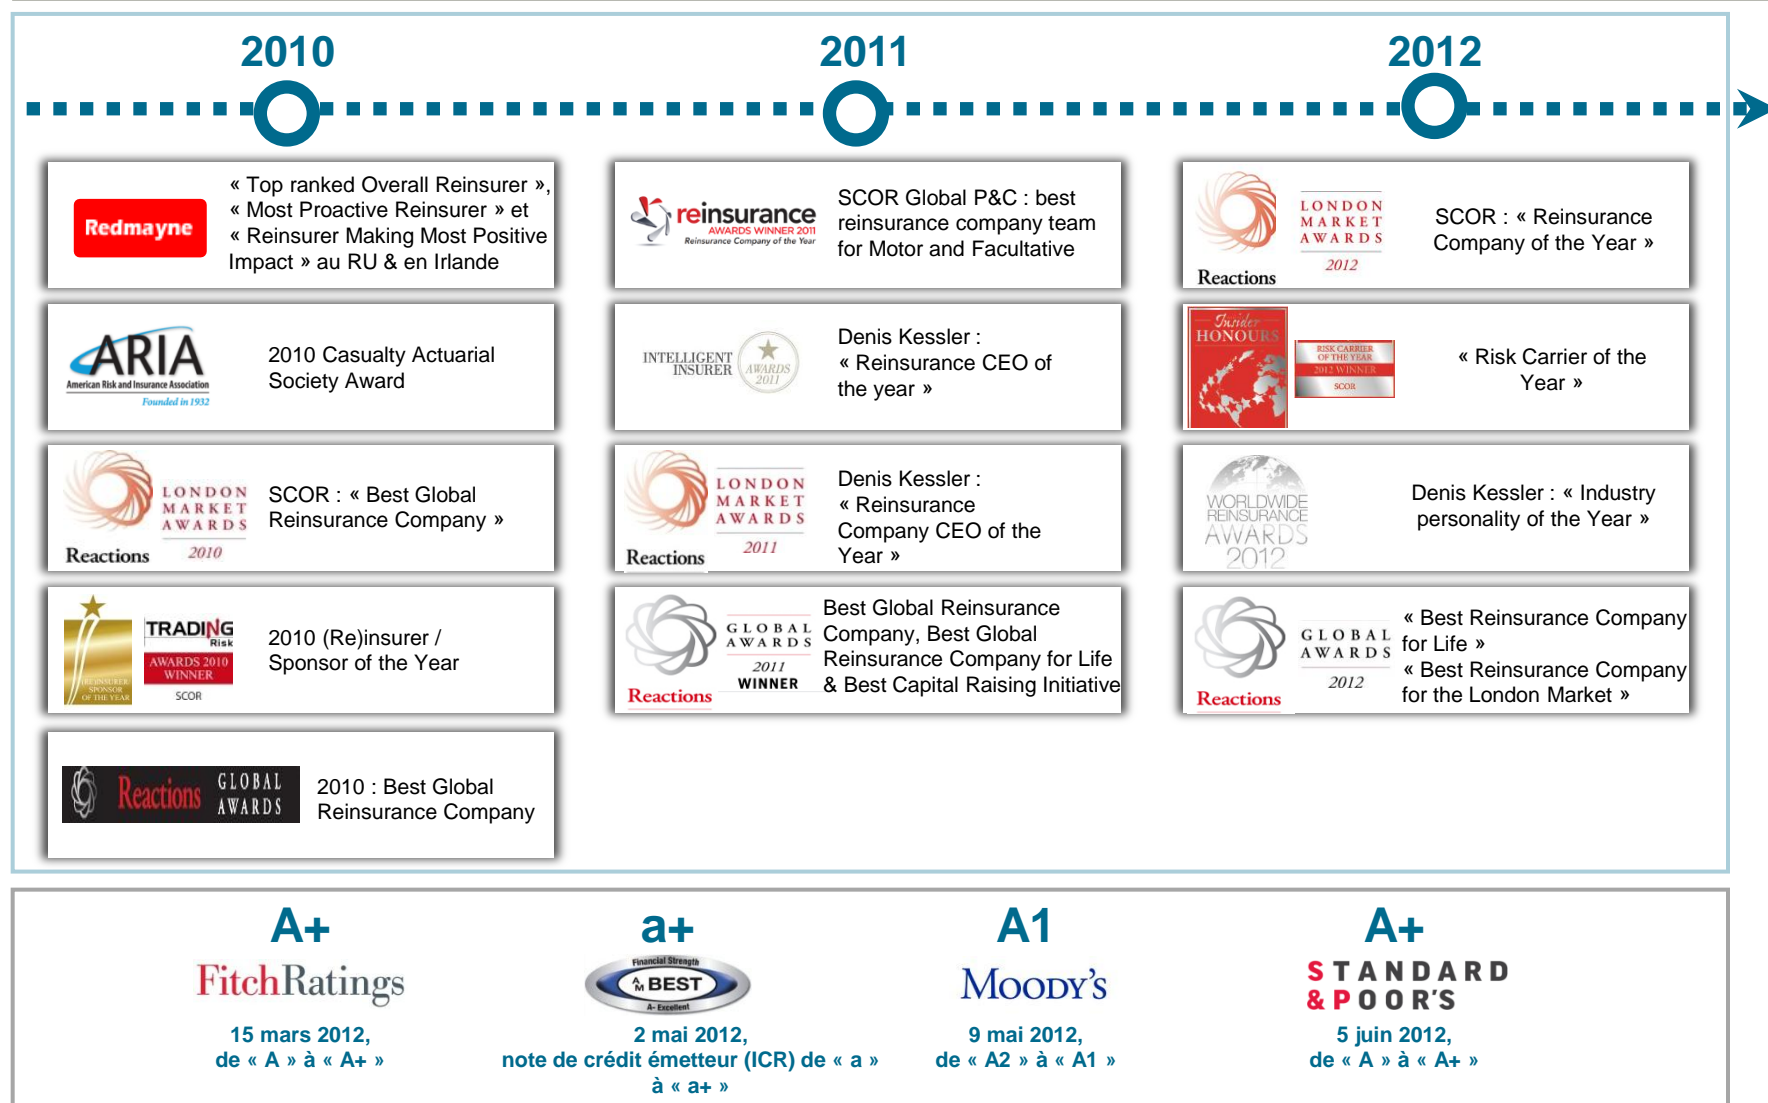 2010
2011
2012
Redmayne
« Top ranked Overall Reinsurer »,
« Most Proactive Reinsurer » et
« Reinsurer Making Most Positive
Impact » au RU & en Irlande
ARIA
American Risk and Insurance Association
Founded in 1932
2010 Casualty Actuarial
Society Award
LONDON
MARKET
AWARDS
2010
Reactions
SCOR : « Best Global
Reinsurance Company »
(RE)INSURER
SPONSOR
OF THE YEAR
TRADING
Risk
AWARDS 2010
WINNER
SCOR
2010 (Re)insurer /
Sponsor of the Year
Reactions
GLOBAL
AWARDS
2010 : Best Global
Reinsurance Company
reinsurance
AWARDS WINNER 2011
Reinsurance Company of the Year
SCOR Global P&C : best
reinsurance company team
for Motor and Facultative
INTELLIGENT
INSURER
AWARDS
2011
Denis Kessler :
« Reinsurance CEO of
the year »
LONDON
MARKET
AWARDS
2011
Reactions
Denis Kessler :
« Reinsurance
Company CEO of the
Year »
GLOBAL
AWARDS
2011
WINNER
Reactions
Best Global Reinsurance
Company, Best Global
Reinsurance Company for Life
& Best Capital Raising Initiative
LONDON
MARKET
AWARDS
2012
Reactions
SCOR : « Reinsurance
Company of the Year »
Insider
HONOURS
RISK CARRIER
OF THE YEAR
2012 WINNER
SCOR
« Risk Carrier of the
Year »
WORLDWIDE
REINSURANCE
AWARDS
2012
Denis Kessler : « Industry
personality of the Year »
GLOBAL
AWARDS
2012
Reactions
« Best Reinsurance Company
for Life »
« Best Reinsurance Company
for the London Market »
A+
FitchRatings
15 mars 2012,
de « A » à « A+ »
a+
Financial Strength
AM BEST
A- Excellent
2 mai 2012,
note de crédit émetteur (ICR) de « a »
à « a+ »
A1
MOODY'S
9 mai 2012,
de « A2 » à « A1 »
A+
STANDARD
&POOR'S
5 juin 2012,
de « A » à « A+ »